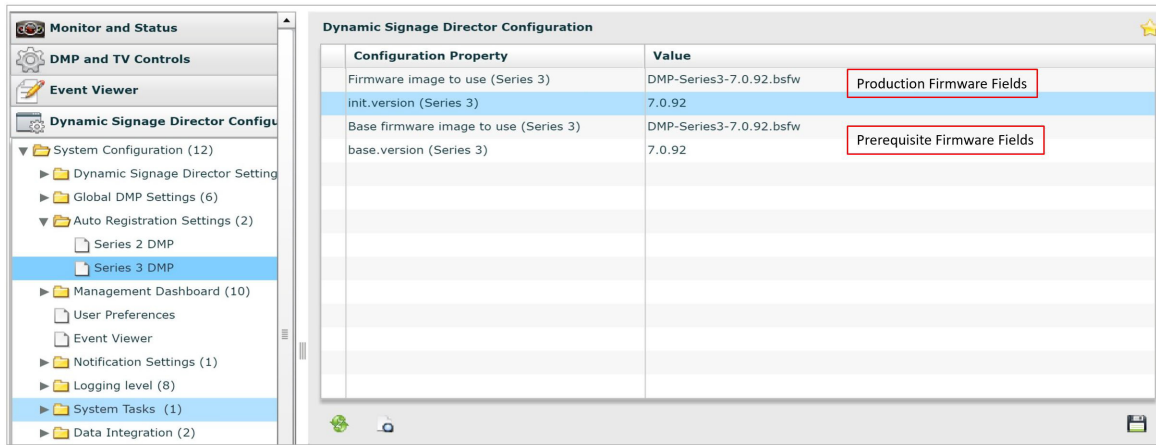 Monitor and Status
DMP and TV Controls
Event Viewer
Dynamic Signage Director Configu
System Configuration (12)
Dynamic Signage Director Setting
Global DMP Settings (6)
Auto Registration Settings (2)
Series 2 DMP
Series 3 DMP
Management Dashboard (10)
User Preferences
Event Viewer
Notification Settings (1)
Logging level (8)
System Tasks (1)
Data Integration (2)
Dynamic Signage Director Configuration
Configuration Property Value
Firmware image to use (Series 3) DMP-Series3-7.0.92.bsfw
Production Firmware Fields
init.version (Series 3) 7.0.92
Base firmware image to use (Series 3) DMP-Series3-7.0.92.bsfw
Prerequisite Firmware Fields
base.version (Series 3) 7.0.92